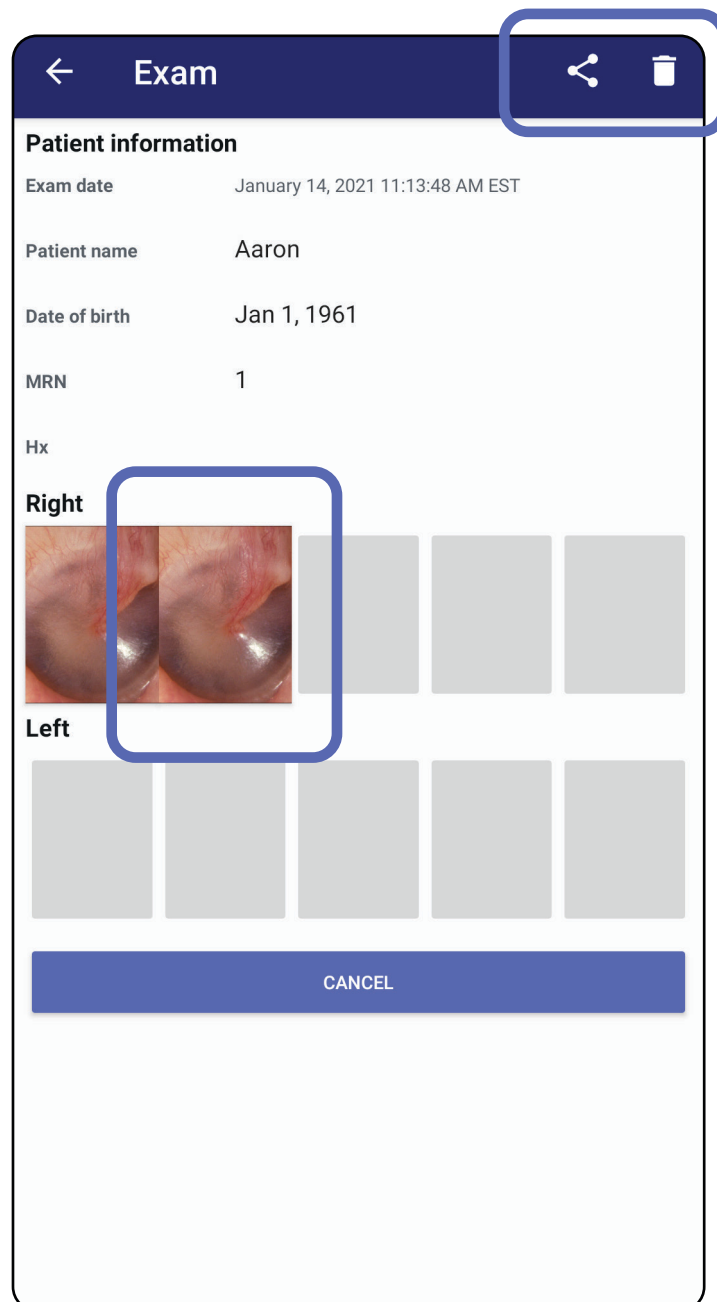 Exam
Patient information
Exam date January 14, 2021 11:13:48 AM EST
Patient name Aaron
Date of birth Jan 1, 1961
MRN 1
Hx
Right
Left
CANCEL